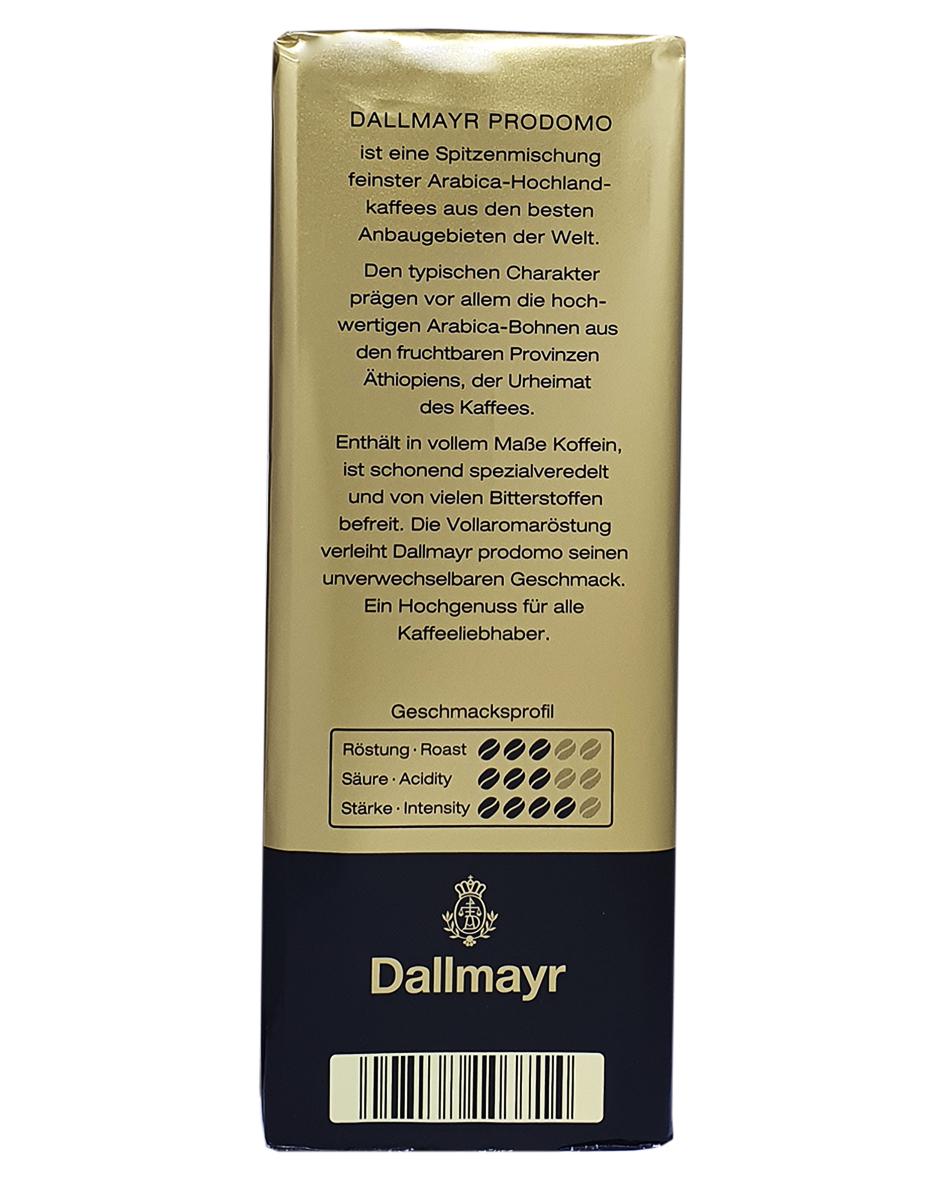 DALLMAYR PRODOMO
ist eine Spitzenmischung
feinster Arabica-Hochland-
kaffees aus den besten
Anbaugebieten der Welt.
Den typischen Charakter
prägen vor allem die hoch-
wertigen Arabica-Bohnen aus
den fruchtbaren Provinzen
Äthiopiens, der Urheimat
des Kaffees.
Enthält in vollem Maße Koffein,
ist schonend spezialveredelt
und von vielen Bitterstoffen
befreit. Die Vollaromaröstung
verleiht Dallmayr prodomo seinen
unverwechselbaren Geschmack.
Ein Hochgenuss für alle
Kaffeeliebhaber.
Geschmacksprofil
Röstung · Roast
Säure · Acidity
Stärke · Intensity
Dallmayr